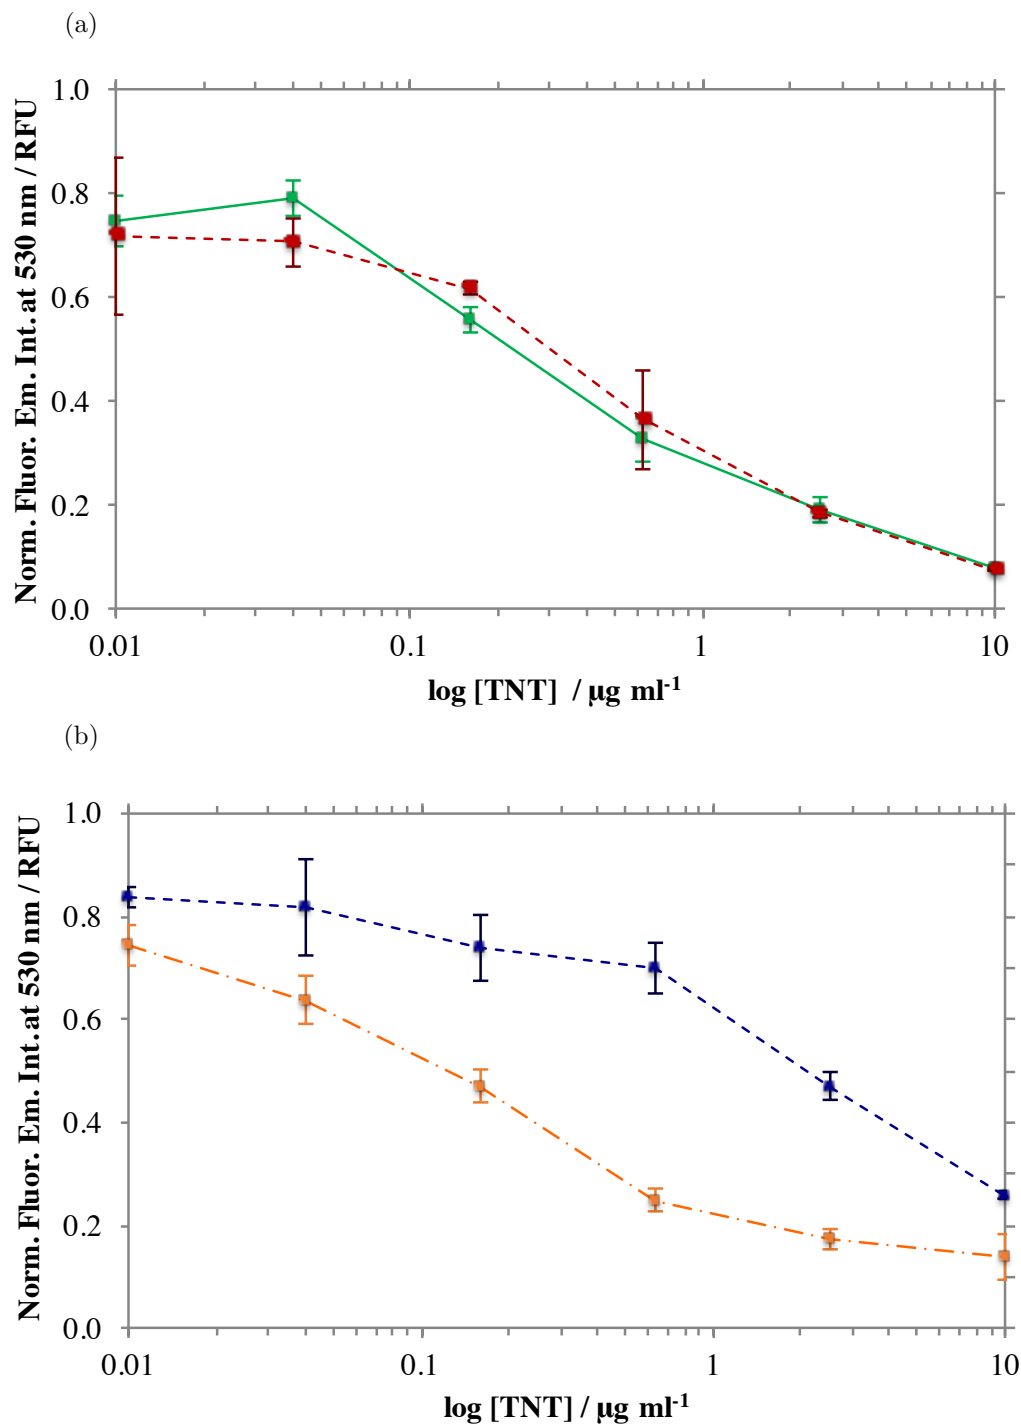 (a)
1.0
0.8
0.6
0.4
0.2
0.0
Norm. Fluor. Em. Int. at 530 nm / RFU
0.01 0.1 1 10
log [TNT] / µg ml-1
(b)
1.0
0.8
0.6
0.4
0.2
0.0
Norm. Fluor. Em. Int. at 530 nm / RFU
0.01 0.1 1 10
log [TNT] / µg ml-1